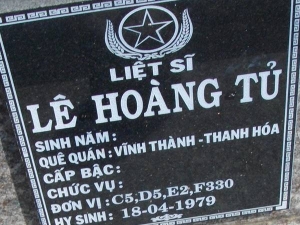 LIỆT SĨ
LÊ HOÀNG TỦ
SINH NĂM :
QUÊ QUÁN: VĨNH THÀNH -THANH HÓA
CẤP BẬC:
CHỨC VỤ :
ĐƠN VỊ :C5,D5,E2,F330
HY SINH: 18-04-1979